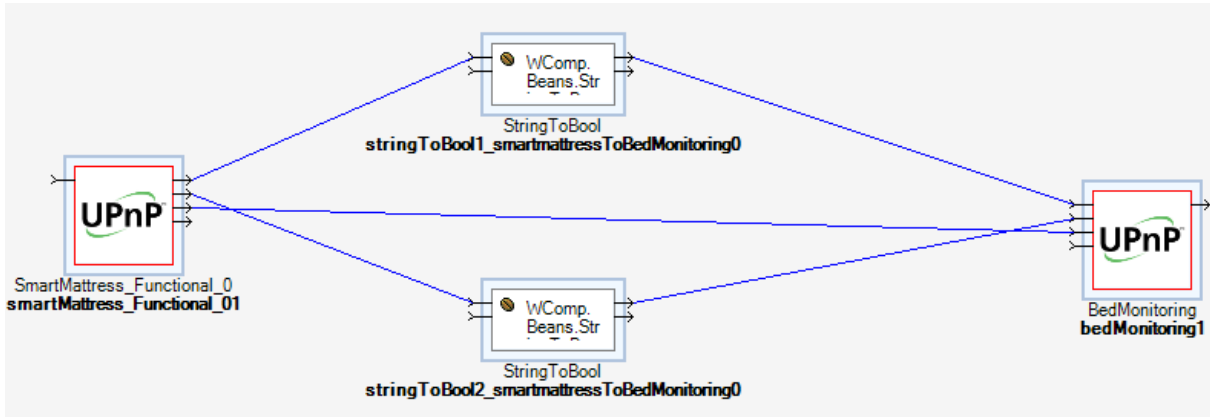 WComp.
Beans.Str
StringToBool
stringToBool1_smartmattressToBedMonitoring0
UPnP
SmartMattress_Functional_0
smartMattress_Functional_01
UPnP
BedMonitoring
bedMonitoring1
WComp.
Beans.Str
StringToBool
stringToBool2_smartmattressToBedMonitoring0